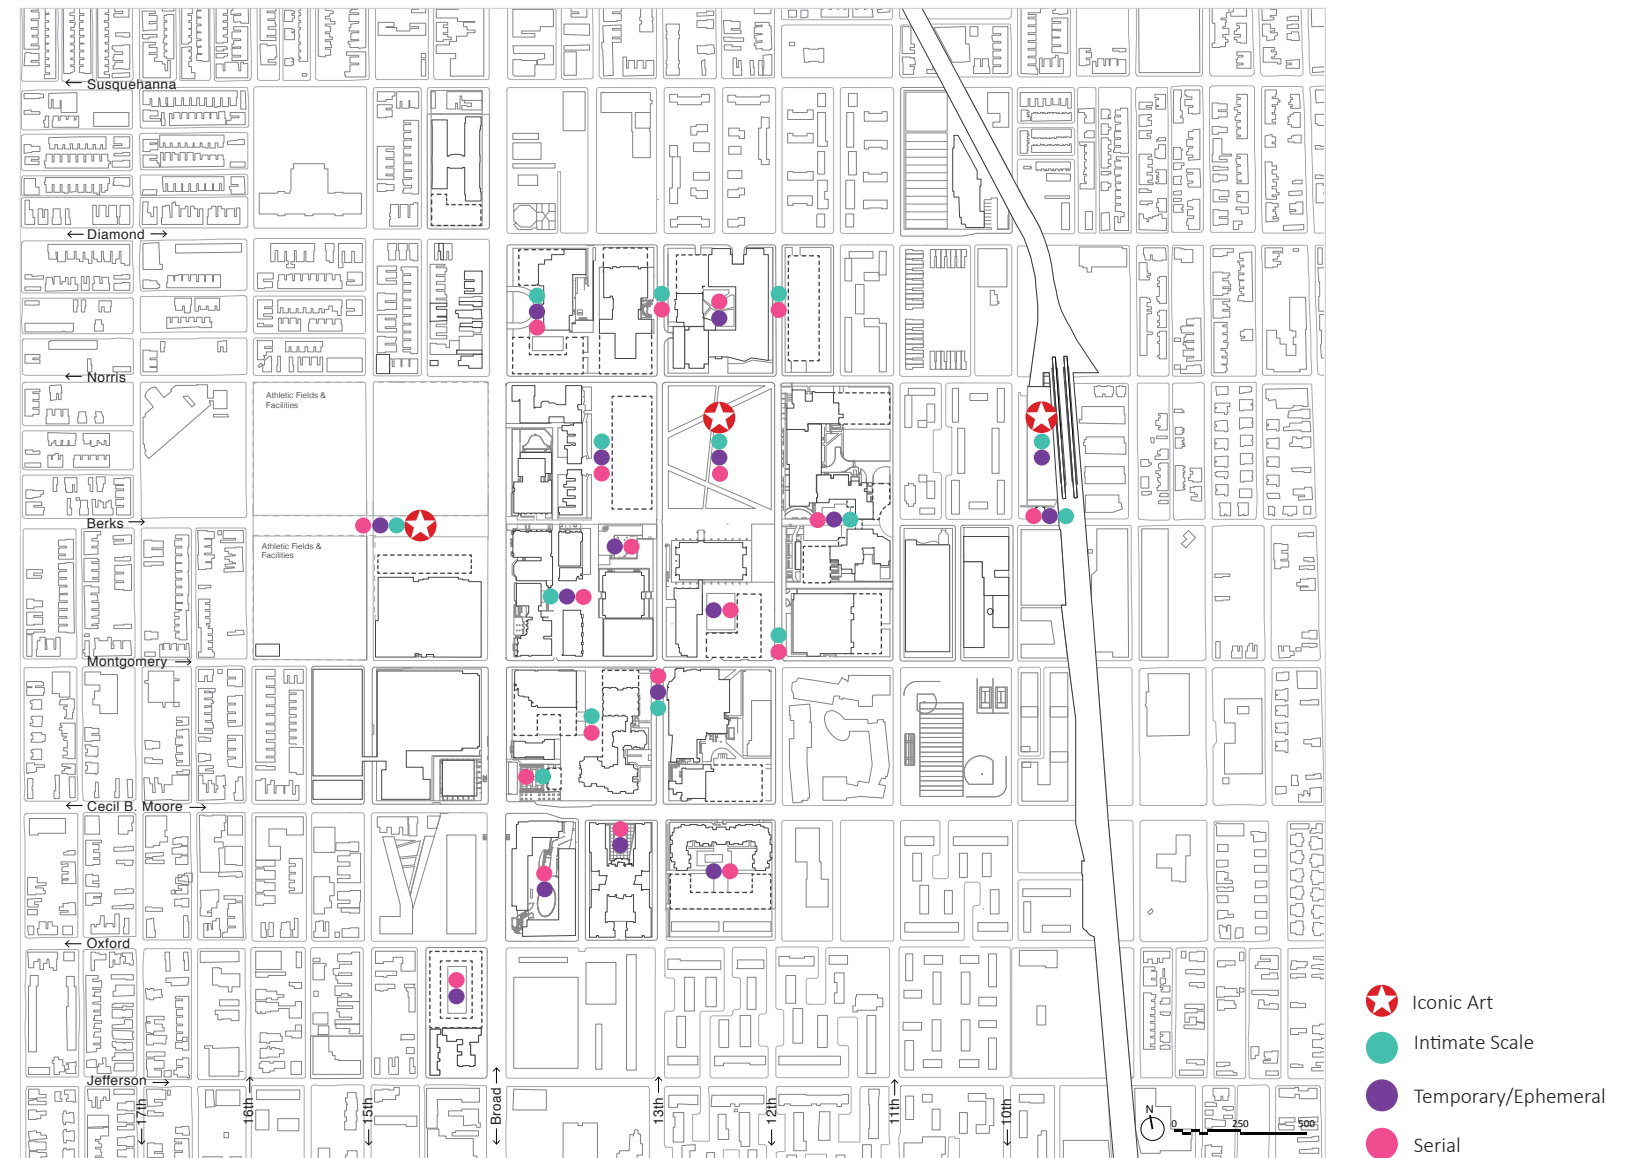 ← Susquehanna
← Diamond →
← Norris
Athletic Fields &
Facilities
Berks →
Athletic Fields &
Facilities
Montgomery →
← Cecil B. Moore →
← Oxford
Jefferson →
← 17th
16th →
← 15th
← Broad →
13th →
← 12th
11th →
← 10th
N
0 250 500
Iconic Art
Intimate Scale
Temporary/Ephemeral
Serial